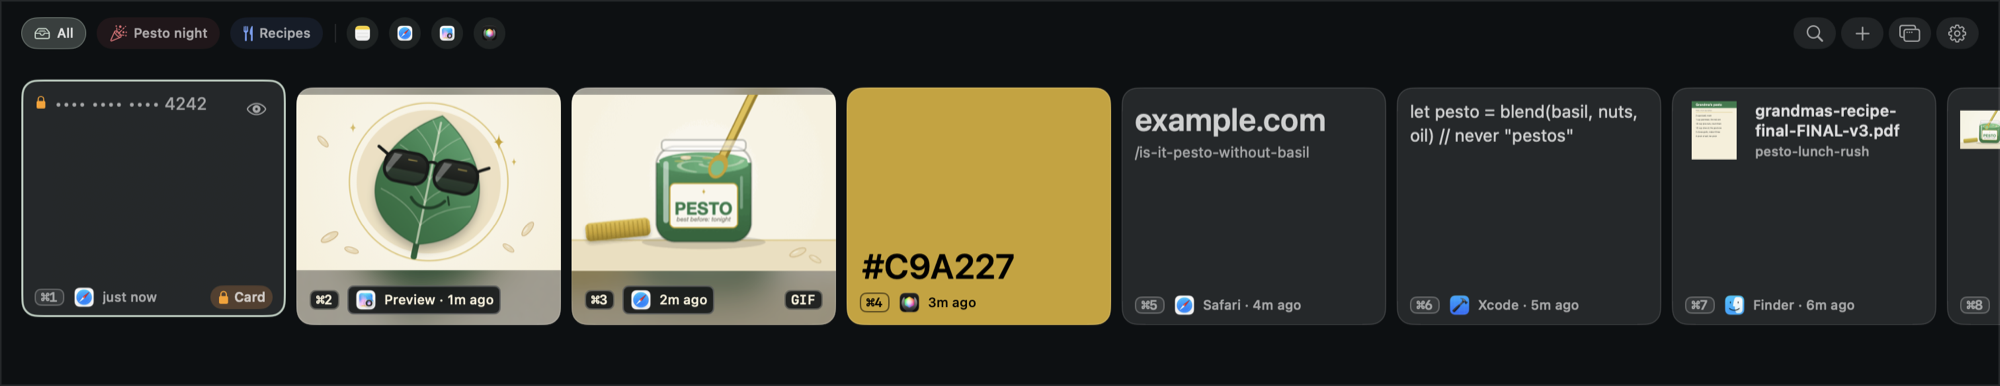 All
Pesto night
Recipes
•••• •••• •••• 4242
⌘1 just now Card
PESTO
best before: tonight
⌘2 Preview · 1m ago
⌘3 2m ago GIF
#C9A227
⌘4 3m ago
example.com
/is-it-pesto-without-basil
⌘5 Safari · 4m ago
let pesto = blend(basil, nuts,
oil) // never "pestos"
⌘6 Xcode · 5m ago
grandmas-recipe-
final-FINAL-v3.pdf
pesto-lunch-rush
⌘7 Finder · 6m ago
⌘8